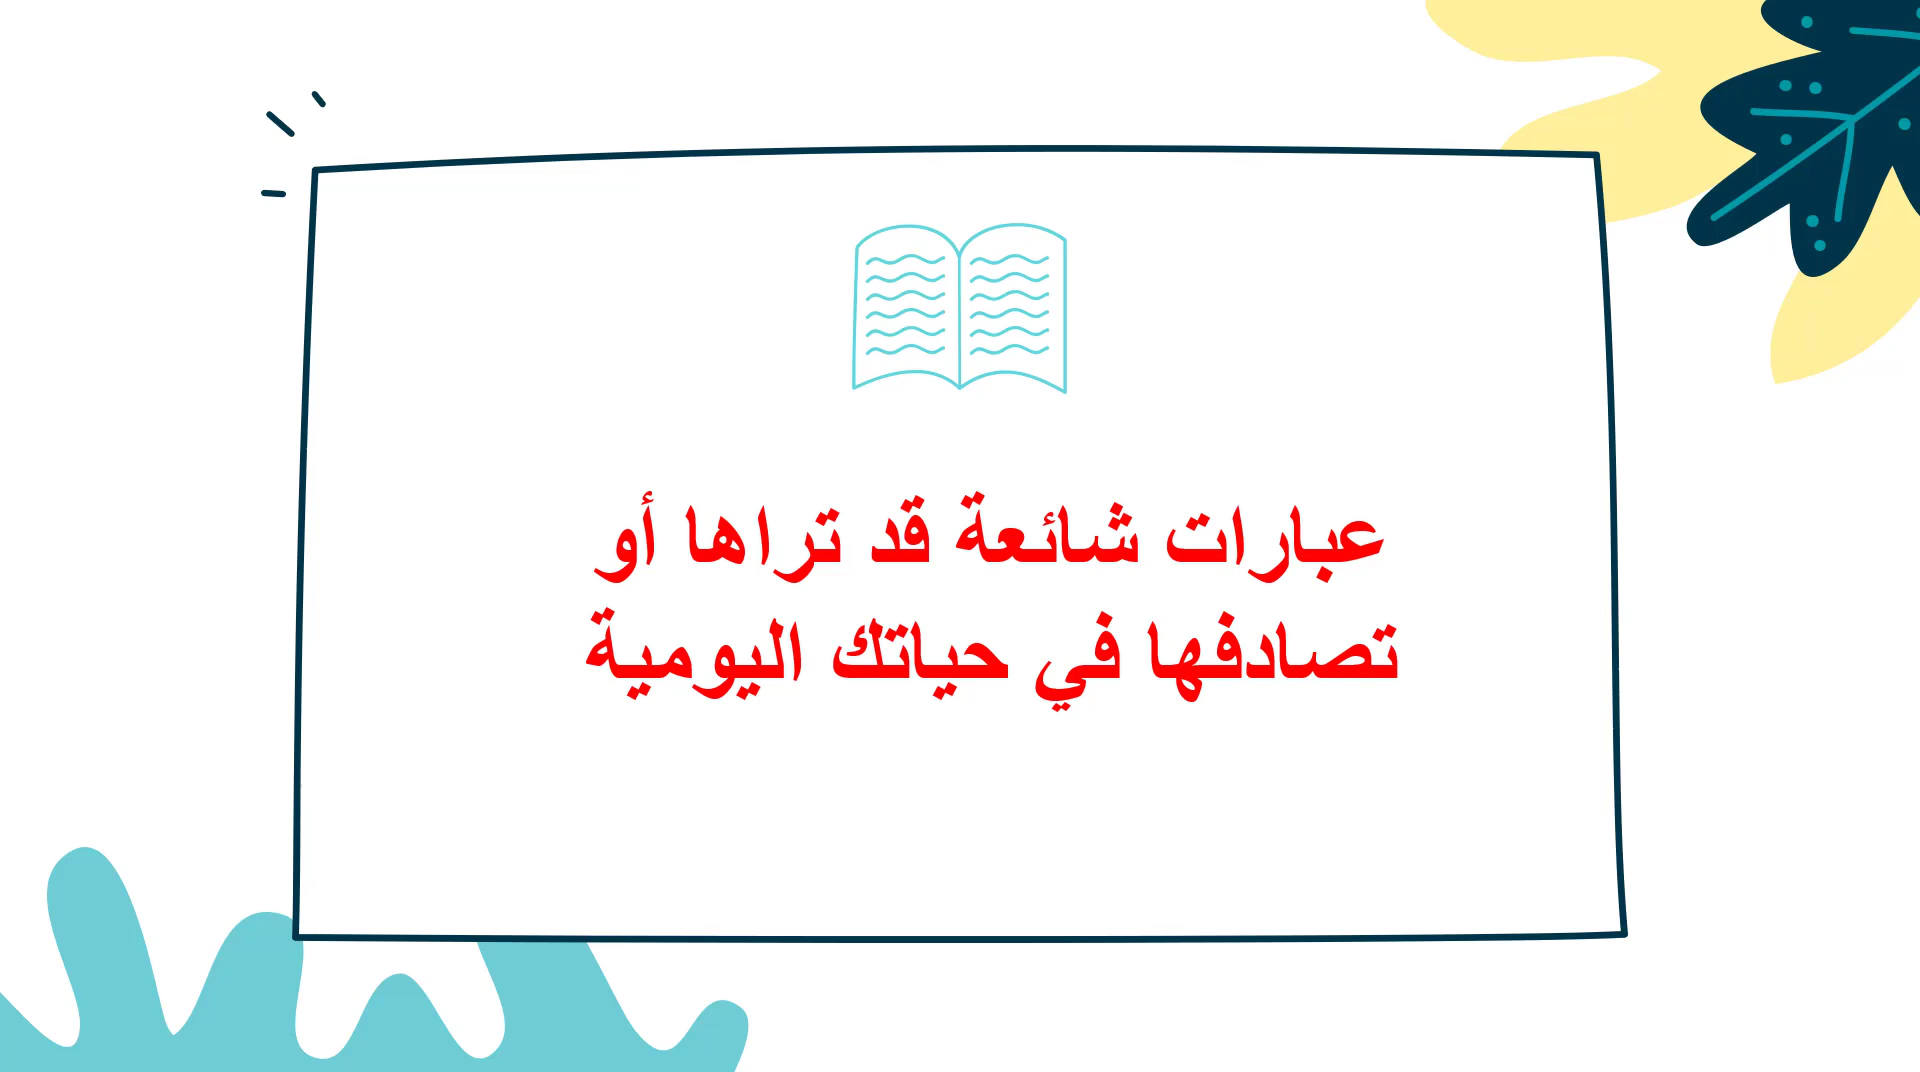 عبارات شائعة قد تراها أو
تصادفها في حياتك اليومية